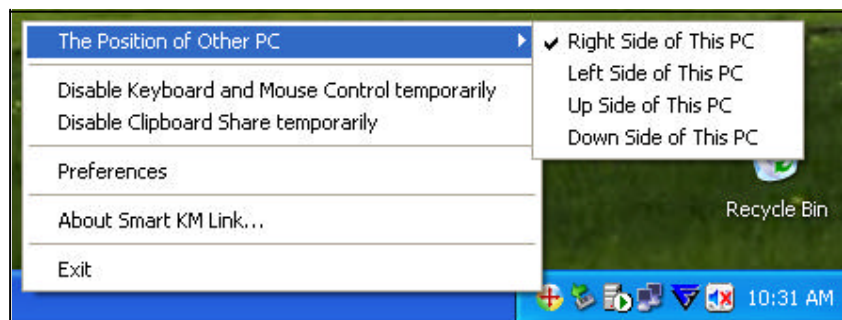 The Position of Other PC
Disable Keyboard and Mouse Control temporarily
Disable Clipboard Share temporarily
Preferences
About Smart KM Link...
Exit
Right Side of This PC
Left Side of This PC
Up Side of This PC
Down Side of This PC
Recycle Bin
10:31 AM